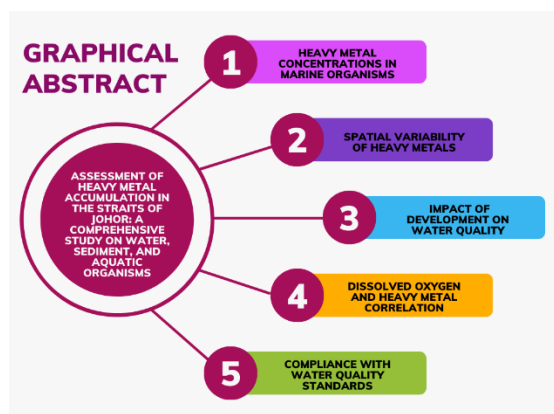 GRAPHICAL
ABSTRACT
ASSESSMENT OF
HEAVY METAL
ACCUMULATION IN
THE STRAITS OF
JOHOR: A
COMPREHENSIVE
STUDY ON WATER,
SEDIMENT, AND
AQUATIC
ORGANISMS
1
HEAVY METAL
CONCENTRATIONS IN
MARINE ORGANISMS
2
SPATIAL VARIABILITY
OF HEAVY METALS
3
IMPACT OF
DEVELOPMENT ON
WATER QUALITY
4
DISSOLVED OXYGEN
AND HEAVY METAL
CORRELATION
5
COMPLIANCE WITH
WATER QUALITY
STANDARDS